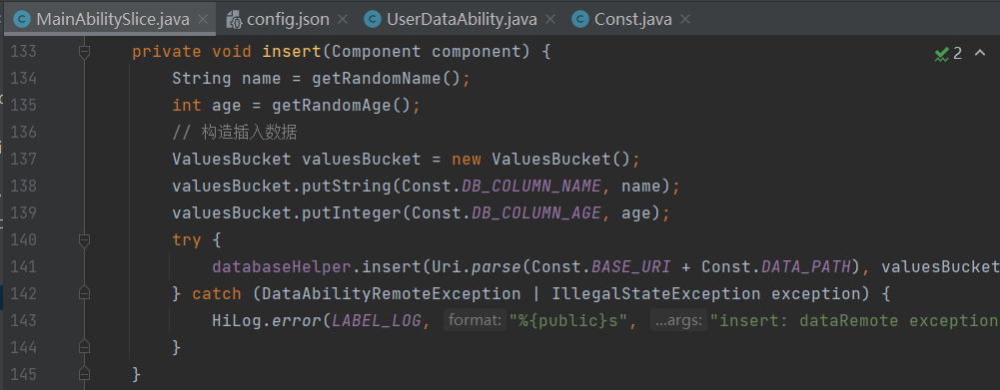 MainAbilitySlice.java config.json UserDataAbility.java Const.java
133 private void insert(Component component) { 2
134 String name = getRandomName();
135 int age = getRandomAge();
136 // 构造插入数据
137 ValuesBucket valuesBucket = new ValuesBucket();
138 valuesBucket.putString(Const.DB_COLUMN_NAME, name);
139 valuesBucket.putInteger(Const.DB_COLUMN_AGE, age);
140 try {
141 databaseHelper.insert(Uri.parse(Const.BASE_URI + Const.DATA_PATH), valuesBucket
142 } catch (DataAbilityRemoteException | IllegalStateException exception) {
143 HiLog.error(LABEL_LOG, format: "%{public}s", ...args: "insert: dataRemote exception
144 }
145 }